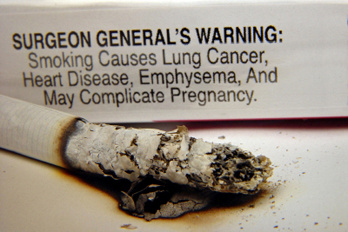 SURGEON GENERAL'S WARNING:
Smoking Causes Lung Cancer,
Heart Disease, Emphysema, And
May Complicate Pregnancy.